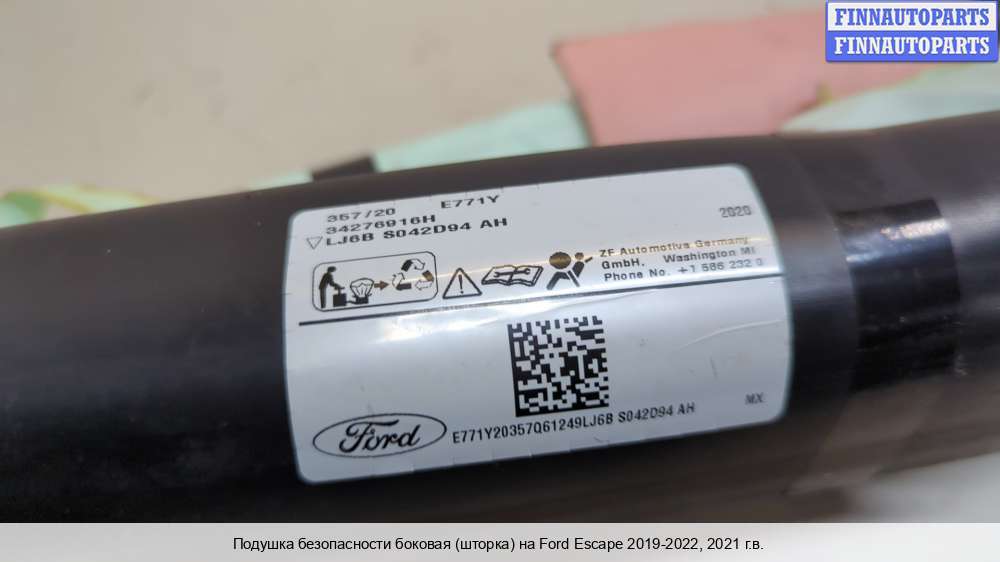 FINNAUTOPARTS
FINNAUTOPARTS
357/20 E771Y
34276916H
LJ6B S042D94 AH
2020
ZF Automotive Germany
GmbH. Washington MI
Phone No. +1 586 232 0
Ford
E771Y20357Q61249LJ6B S042D94 AH
MX
Подушка безопасности боковая (шторка) на Ford Escape 2019-2022, 2021 г.в.